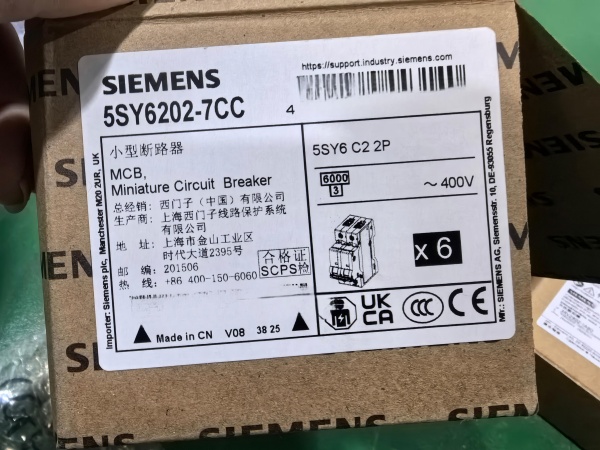 SIEMENS
5SY6202-7CC
4
https://support.industry.siemens.com
小型断路器
MCB,
Miniature Circuit Breaker
总经销: 西门子（中国）有限公司
生产商: 上海西门子线路保护系统
有限公司
地 址: 上海市金山工业区
时代大道2395号
邮 编: 201506
热 线: +86 400-150-6060
合格证
SCPS检
5SY6 C2 2P
6000
3
~ 400V
x 6
UK
CA
CCC
CE
Made in CN V08 38 25
Importer: Siemens plc, Manchester M20 2UR, UK
Mfr.: SIEMENS AG, Siemensstr. 10, DE-93055 Regensburg
SIEMENS